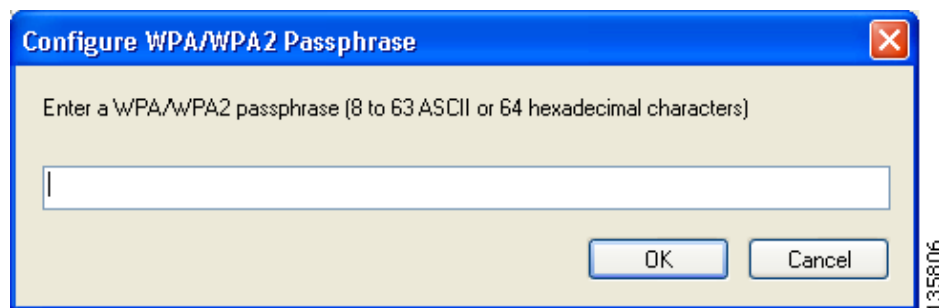 Configure WPA/WPA2 Passphrase
Enter a WPA/WPA2 passphrase (8 to 63 ASCII or 64 hexadecimal characters)
OK
Cancel
135806